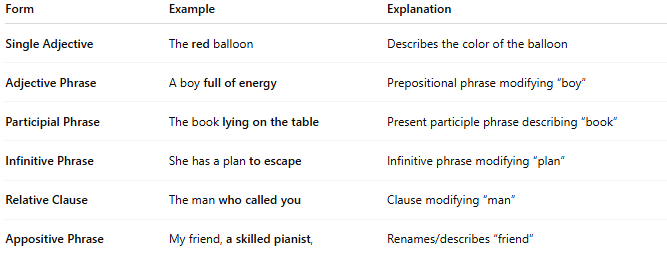 Form Example Explanation
Single Adjective The red balloon Describes the color of the balloon
Adjective Phrase A boy full of energy Prepositional phrase modifying “boy”
Participial Phrase The book lying on the table Present participle phrase describing “book”
Infinitive Phrase She has a plan to escape Infinitive phrase modifying “plan”
Relative Clause The man who called you Clause modifying “man”
Appositive Phrase My friend, a skilled pianist, Renames/describes “friend”